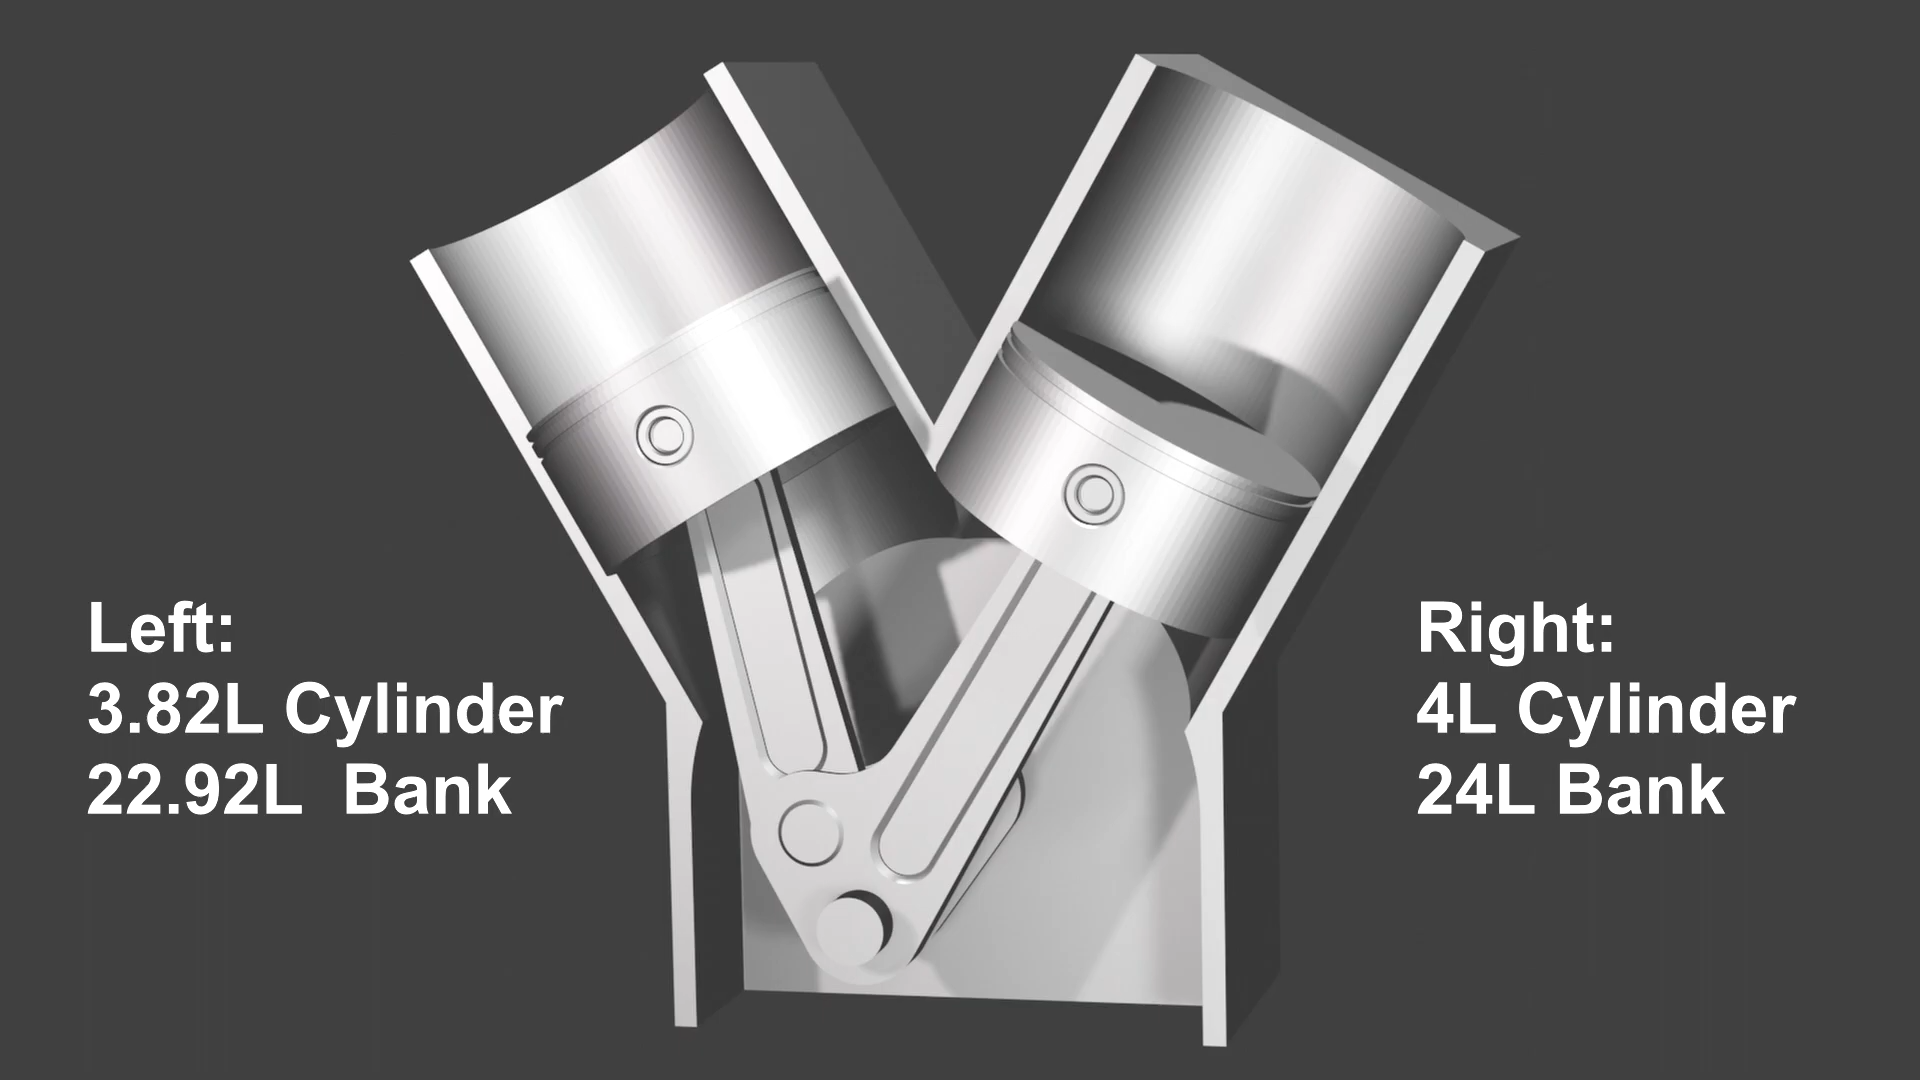 Left:
3.82L Cylinder
22.92L  Bank
Right:
4L Cylinder
24L Bank